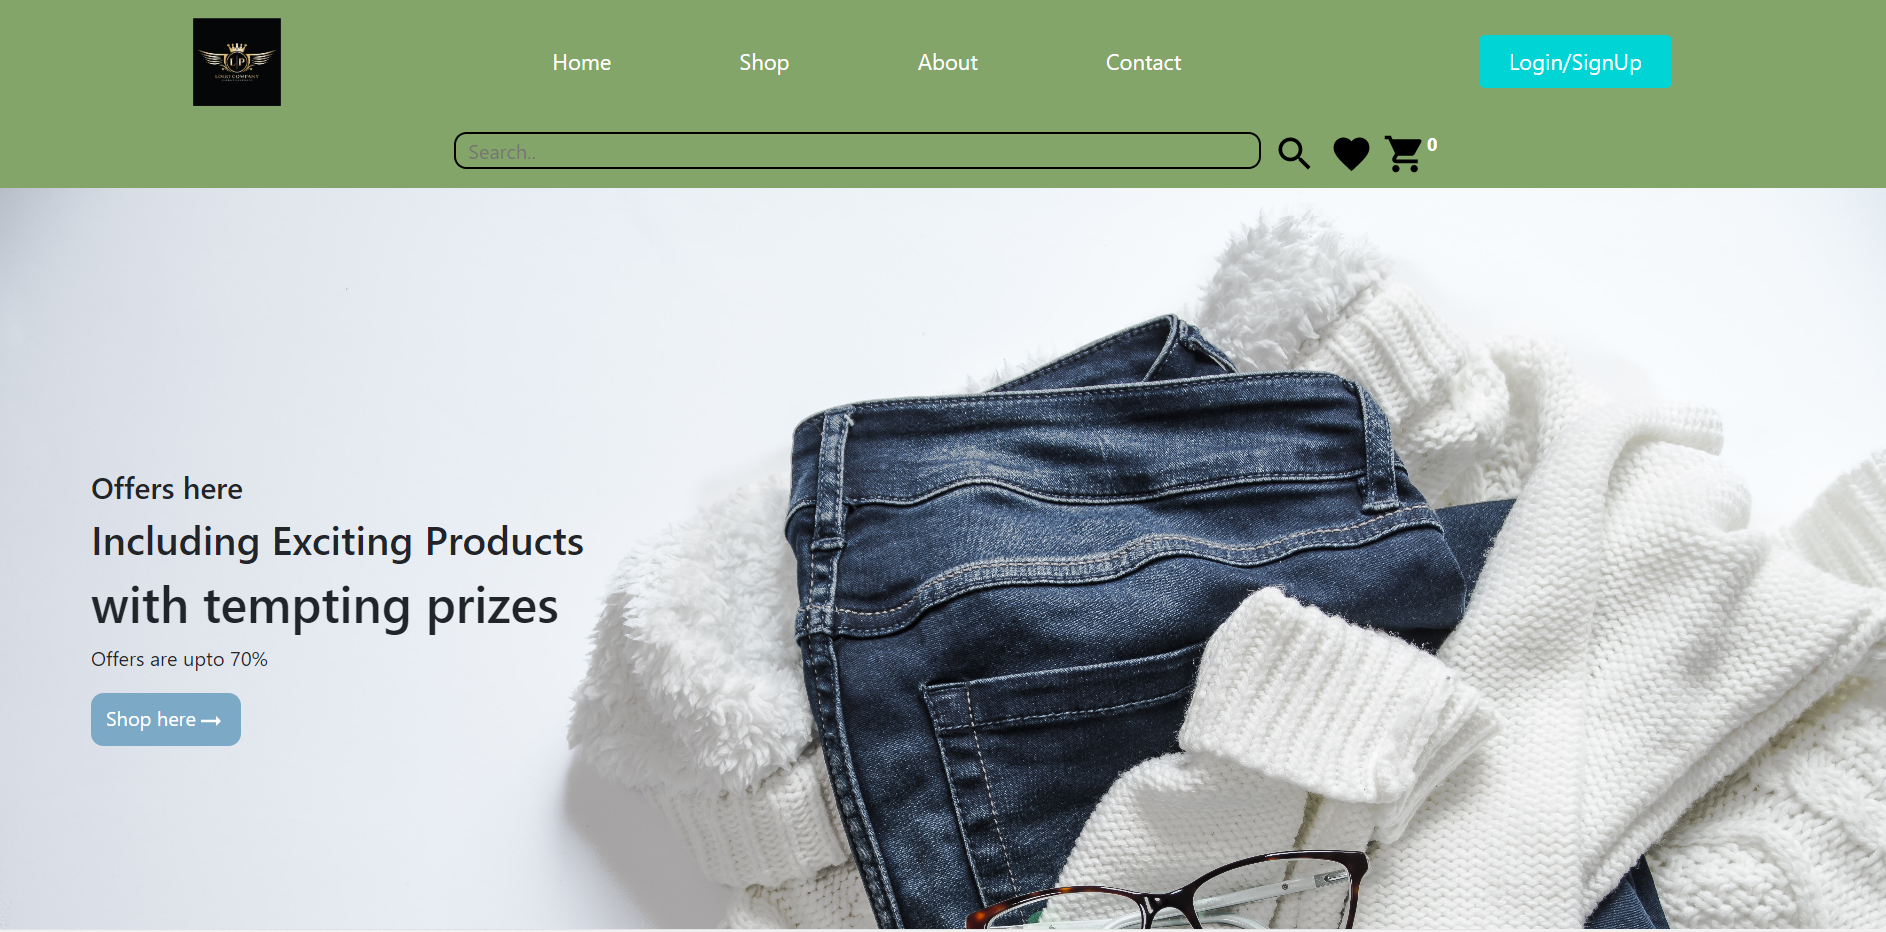 L P
LOGO COMPANY
Home
Shop
About
Contact
Login/SignUp
Search..
0
Offers here
Including Exciting Products
with tempting prizes
Offers are upto 70%
Shop here